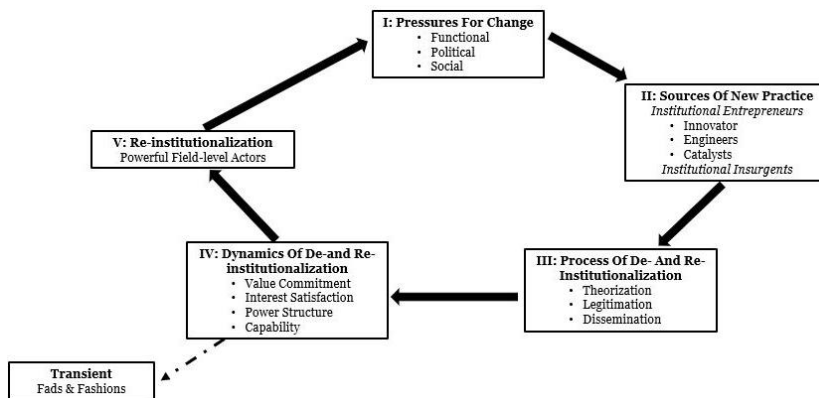 I: Pressures For Change
• Functional
• Political
• Social
II: Sources Of New Practice
Institutional Entrepreneurs
• Innovator
• Engineers
• Catalysts
Institutional Insurgents
III: Process Of De- And Re-
Institutionalization
• Theorization
• Legitimation
• Dissemination
IV: Dynamics Of De-and Re-
institutionalization
• Value Commitment
• Interest Satisfaction
• Power Structure
• Capability
V: Re-institutionalization
Powerful Field-level Actors
Transient
Fads & Fashions